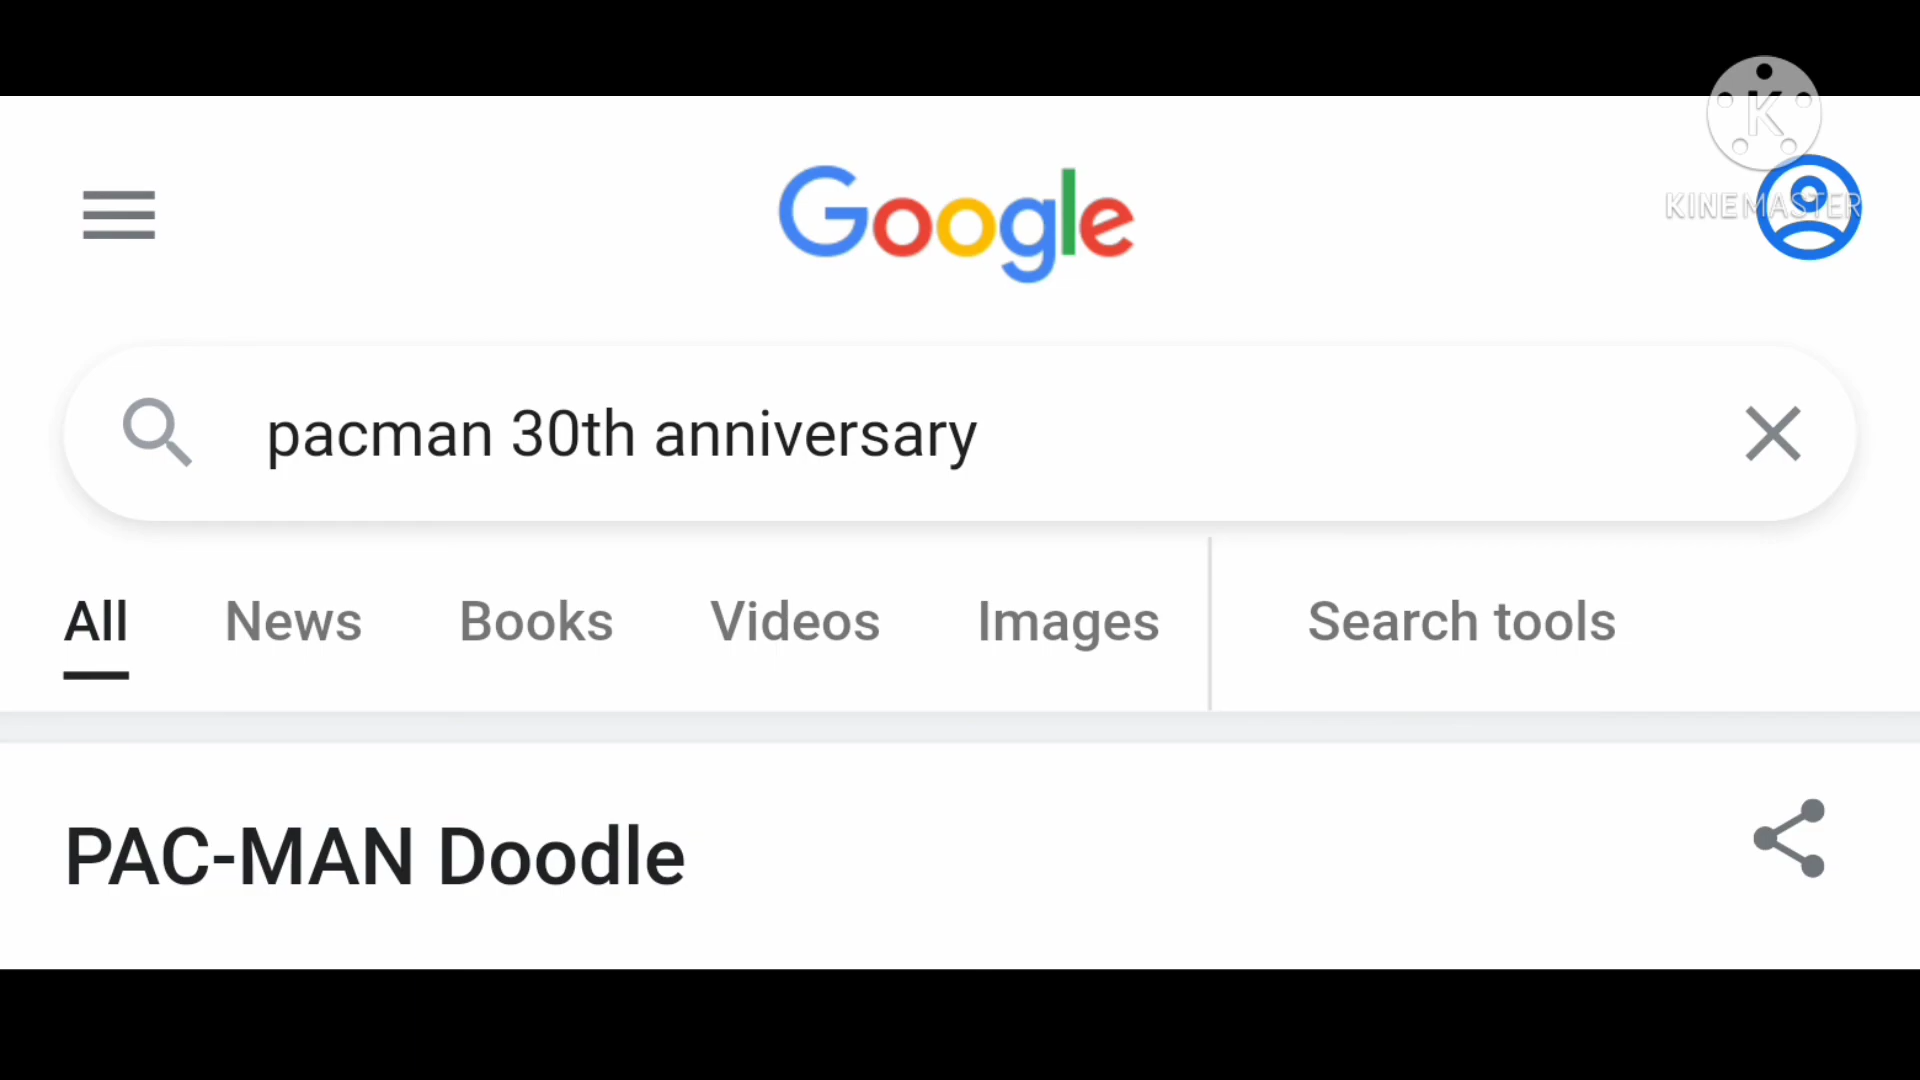 K
KINEMASTER
Google
pacman 30th anniversary
All News Books Videos Images Search tools
PAC-MAN Doodle